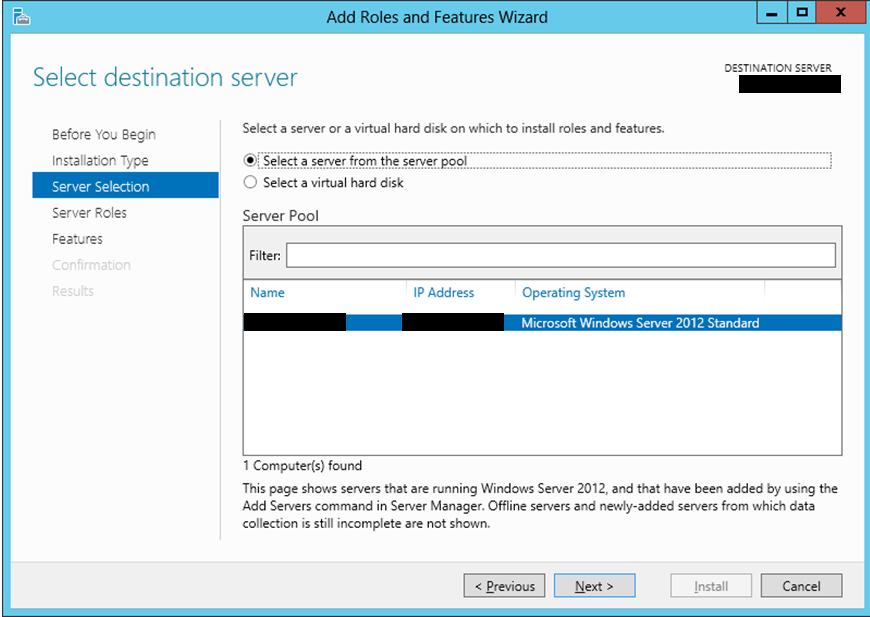 Add Roles and Features Wizard
Select destination server
DESTINATION SERVER
Before You Begin
Installation Type
Server Selection
Server Roles
Features
Confirmation
Results
Select a server or a virtual hard disk on which to install roles and features.
Select a server from the server pool
Select a virtual hard disk
Server Pool
Filter:
Name IP Address Operating System
Microsoft Windows Server 2012 Standard
1 Computer(s) found
This page shows servers that are running Windows Server 2012, and that have been added by using the
Add Servers command in Server Manager. Offline servers and newly-added servers from which data
collection is still incomplete are not shown.
< Previous Next > Install Cancel